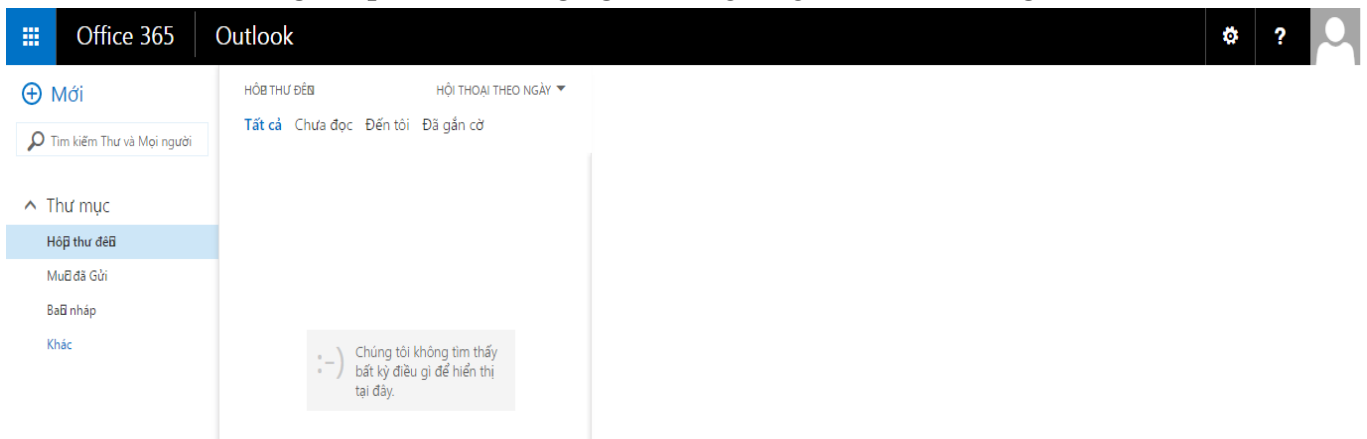 Office 365 Outlook ?
Mới
Tìm kiếm Thư và Mọi người
Thư mục
thư
đã Gửi
nháp
Khác
THƯ HỘI THOẠI THEO NGÀY
Tất cả Chưa đọc Đến tôi Đã gắn cờ
:-)
Chúng tôi không tìm thấy
bất kỳ điều gì để hiển thị
tại đây.